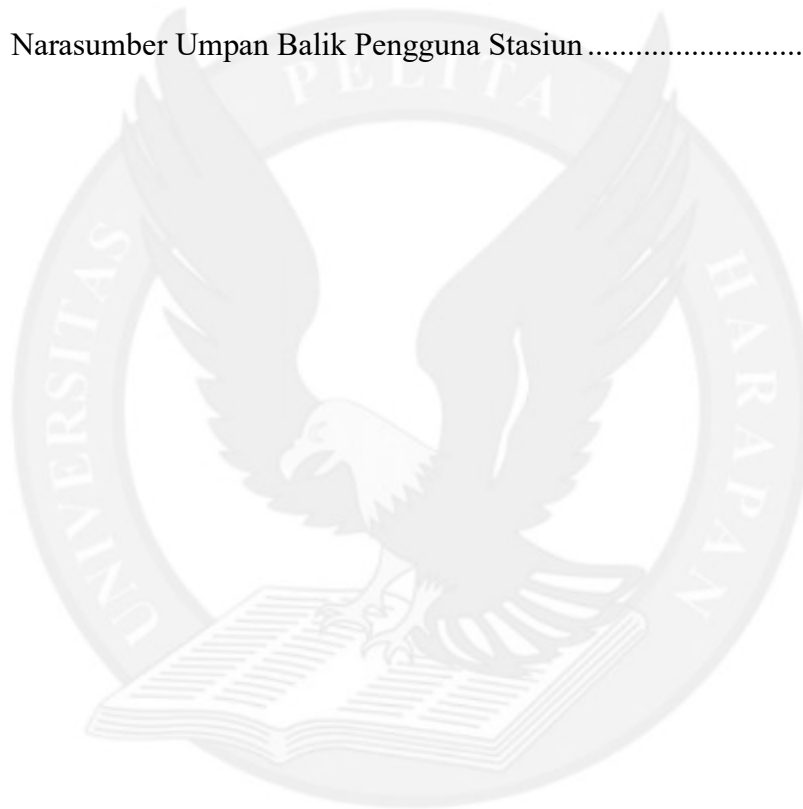 Narasumber Umpan Balik Pengguna Stasiun...........................
UNIVERSITAS PELITA HARAPAN